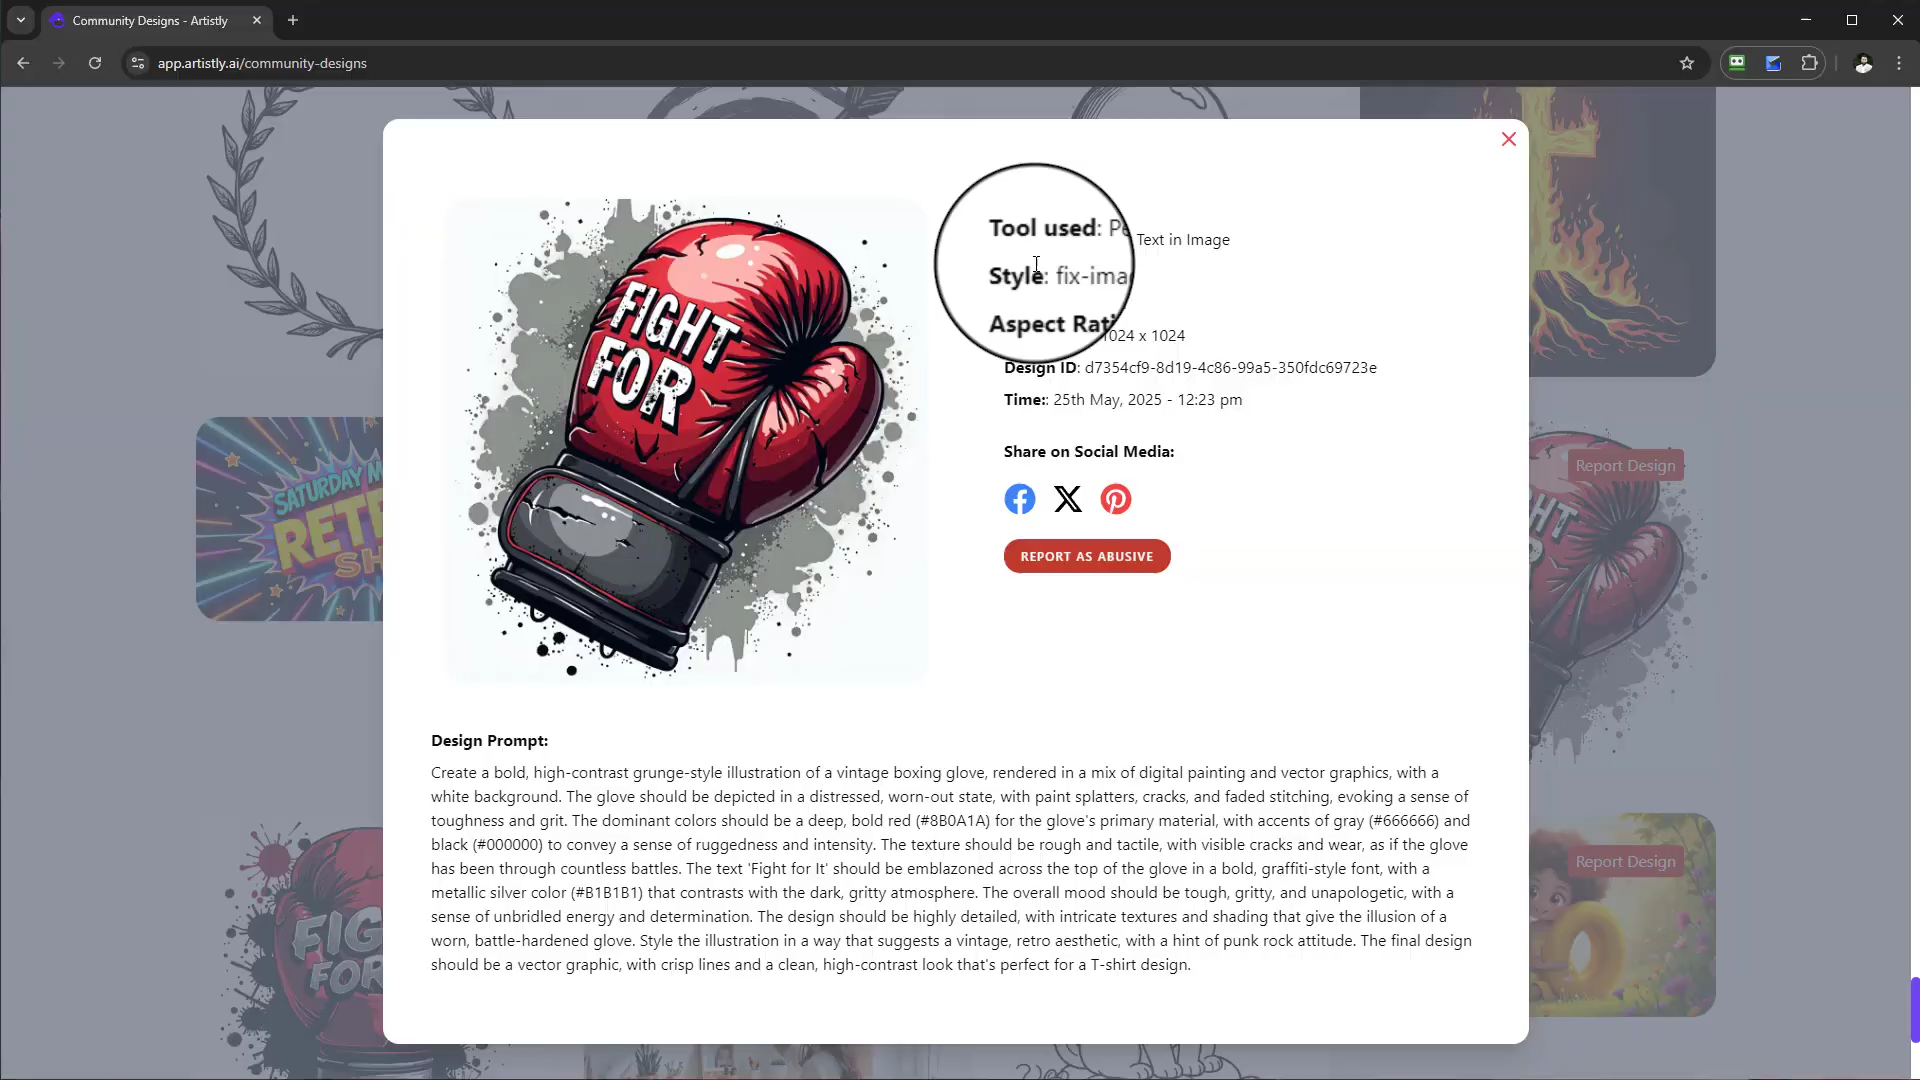 Community Designs - Artistly
app.artistly.ai/community-designs
FIGHT
FOR
Tool used:
Text in Image
Style:
Aspect
1024 x 1024
Design ID: d7354cf9-8d19-4c86-99a5-350fdc69723e
Time:: 25th May, 2025 - 12:23 pm
Share on Social Media:
REPORT AS ABUSIVE
Design Prompt:
Create a bold, high-contrast grunge-style illustration of a vintage boxing glove, rendered in a mix of digital painting and vector graphics, with a
white background. The glove should be depicted in a distressed, worn-out state, with paint splatters, cracks, and faded stitching, evoking a sense of
toughness and grit. The dominant colors should be a deep, bold red (#8B0A1A) for the glove's primary material, with accents of gray (#666666) and
black (#000000) to convey a sense of ruggedness and intensity. The texture should be rough and tactile, with visible cracks and wear, as if the glove
has been through countless battles. The text 'Fight for It' should be emblazoned across the top of the glove in a bold, graffiti-style font, with a
metallic silver color (#B1B1B1) that contrasts with the dark, gritty atmosphere. The overall mood should be tough, gritty, and unapologetic, with a
sense of unbridled energy and determination. The design should be highly detailed, with intricate textures and shading that give the illusion of a
worn, battle-hardened glove. Style the illustration in a way that suggests a vintage, retro aesthetic, with a hint of punk rock attitude. The final design
should be a vector graphic, with crisp lines and a clean, high-contrast look that's perfect for a T-shirt design.
SATURDAY
Report Design
Report Design